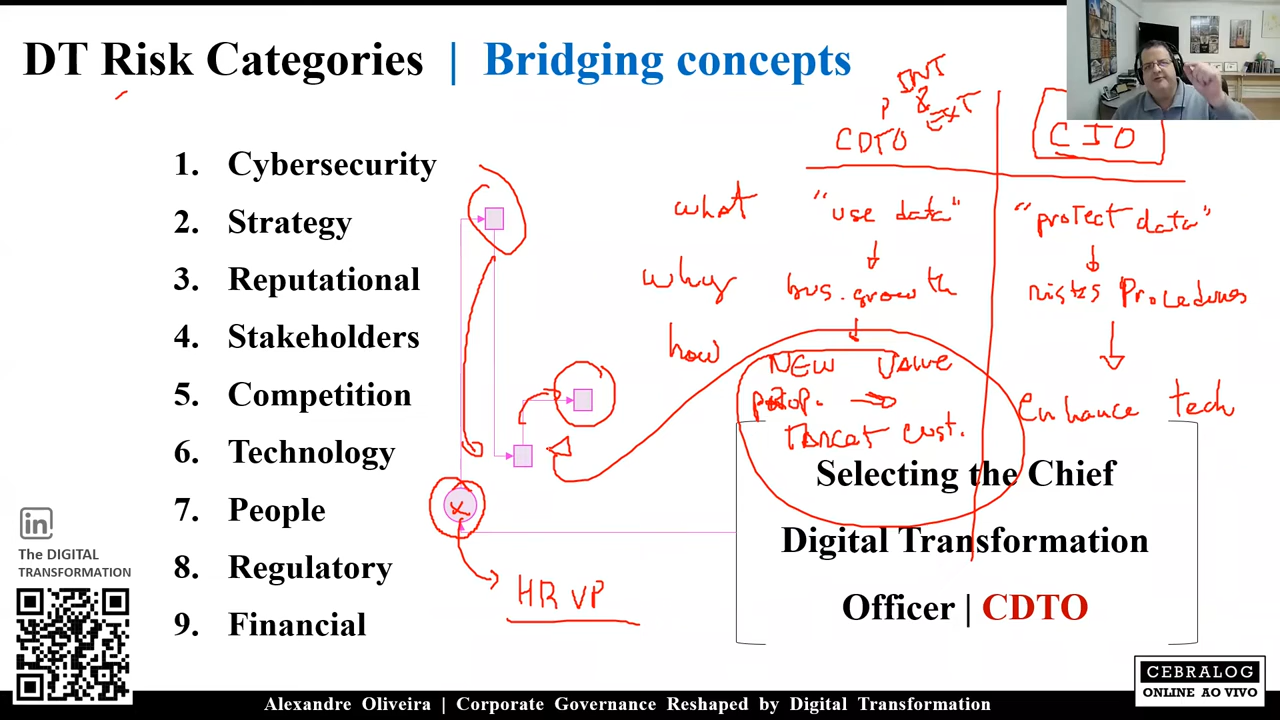 DT Risk Categories | Bridging concepts
1. Cybersecurity
2. Strategy
3. Reputational
4. Stakeholders
5. Competition
6. Technology
7. People
8. Regulatory
9. Financial
INT
&
EXT
CDTO
CIO
what "use data" "protect data"
why bus. growth risks Procedures
how NEW VALUE
prop.
TARGET cust.
Enhance tech
HR VP
X
Selecting the Chief
Digital Transformation
Officer | CDTO
in
The DIGITAL
TRANSFORMATION
CEBRALOG
ONLINE AO VIVO
Alexandre Oliveira | Corporate Governance Reshaped by Digital Transformation